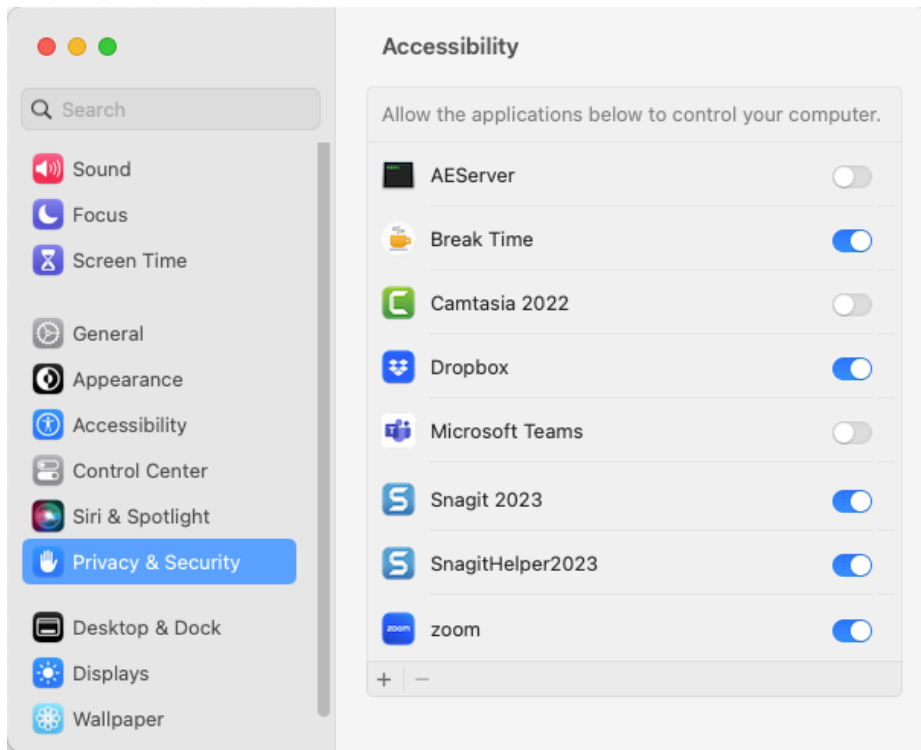 Accessibility
Search
Allow the applications below to control your computer.
Sound
Focus
Screen Time
General
Appearance
Accessibility
Control Center
Siri & Spotlight
Privacy & Security
Desktop & Dock
Displays
Wallpaper
AEServer
Break Time
Camtasia 2022
Dropbox
Microsoft Teams
Snagit 2023
SnagitHelper2023
zoom
zoom